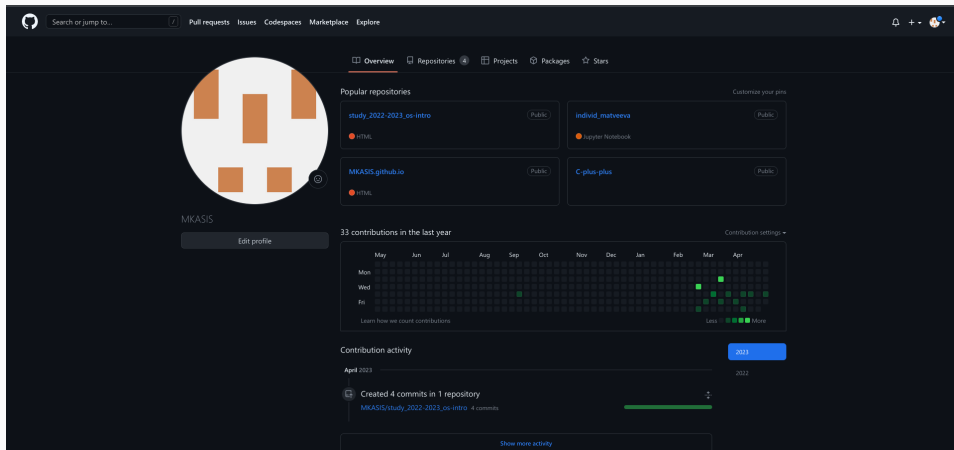 Search or jump to... /
Pull requests Issues Codespaces Marketplace Explore
Overview Repositories 4 Projects Packages Stars
Popular repositories Customize your pins
study_2022-2023_os-intro Public
HTML
individ_matveeva Public
Jupyter Notebook
MKASIS.github.io Public
HTML
C-plus-plus Public
MKASIS
Edit profile
33 contributions in the last year Contribution settings
May Jun Jul Aug Sep Oct Nov Dec Jan Feb Mar Apr
Mon
Wed
Fri
Learn how we count contributions Less More
Contribution activity
2023
2022
April 2023
Created 4 commits in 1 repository
MKASIS/study_2022-2023_os-intro 4 commits
Show more activity